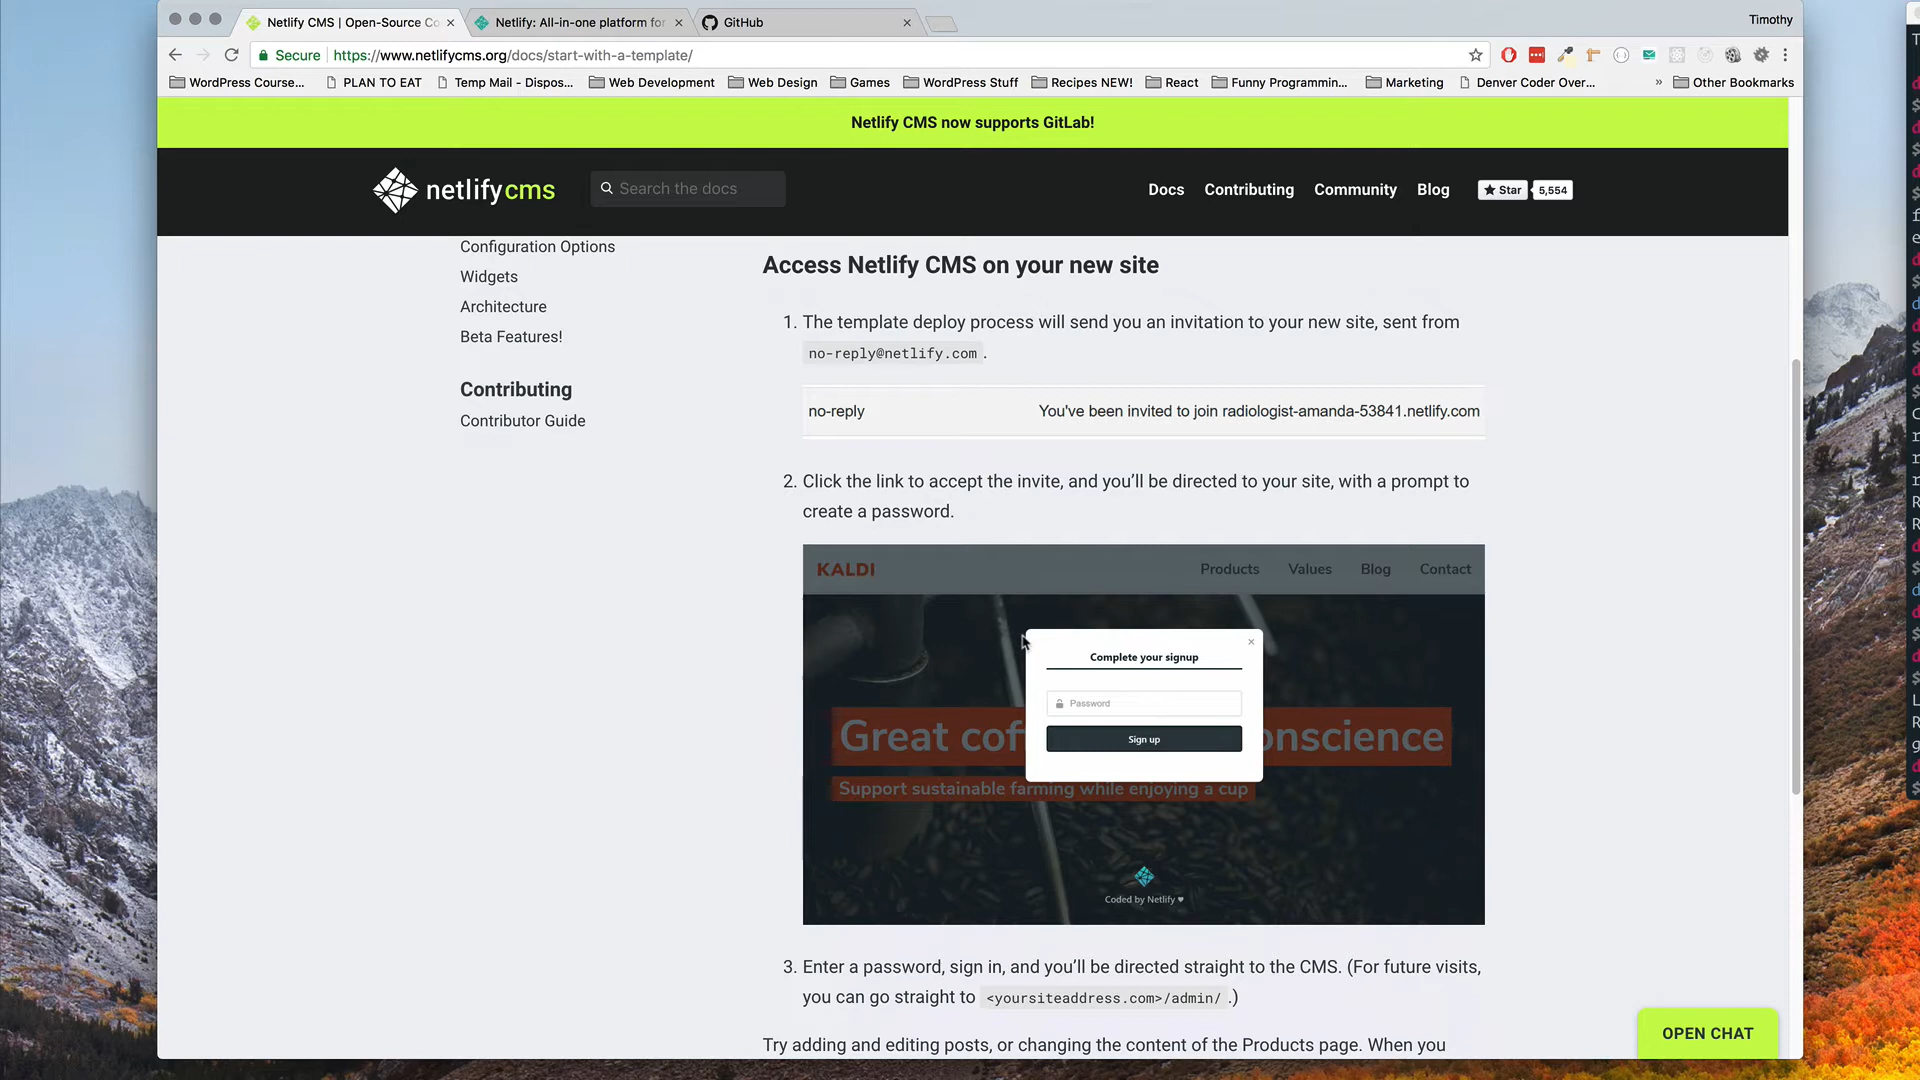 Netlify CMS | Open-Source Co
Netlify: All-in-one platform for
GitHub
Timothy
Secure
https://www.netlifycms.org/docs/start-with-a-template/
WordPress Course...
PLAN TO EAT
Temp Mail - Dispos...
Web Development
Web Design
Games
WordPress Stuff
Recipes NEW!
React
Funny Programmin...
Marketing
Denver Coder Over...
»
Other Bookmarks
Netlify CMS now supports GitLab!
netlifycms
Search the docs
Docs
Contributing
Community
Blog
Star
5,554
Configuration Options
Widgets
Architecture
Beta Features!
Contributing
Contributor Guide
Access Netlify CMS on your new site
1. The template deploy process will send you an invitation to your new site, sent from
no-reply@netlify.com .
no-reply You've been invited to join radiologist-amanda-53841.netlify.com
2. Click the link to accept the invite, and you’ll be directed to your site, with a prompt to
create a password.
KALDI
Products
Values
Blog
Contact
Complete your signup
Password
Sign up
Great cof
onscience
Support sustainable farming while enjoying a cup
Coded by Netlify ♥
3. Enter a password, sign in, and you’ll be directed straight to the CMS. (For future visits,
you can go straight to <yoursiteaddress.com>/admin/ .)
Try adding and editing posts, or changing the content of the Products page. When you
OPEN CHAT